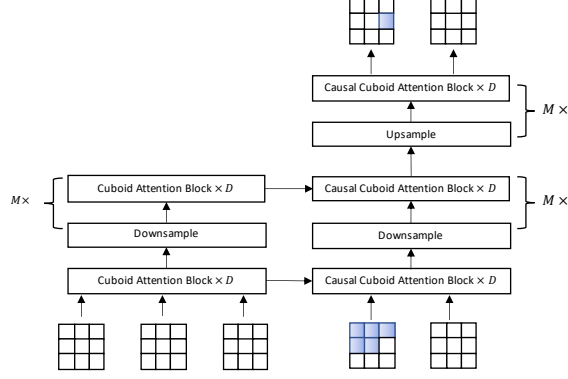 Causal Cuboid Attention Block × D
M ×
Upsample
M×
Cuboid Attention Block × D
Causal Cuboid Attention Block × D
M ×
Downsample
Downsample
Cuboid Attention Block × D
Causal Cuboid Attention Block × D